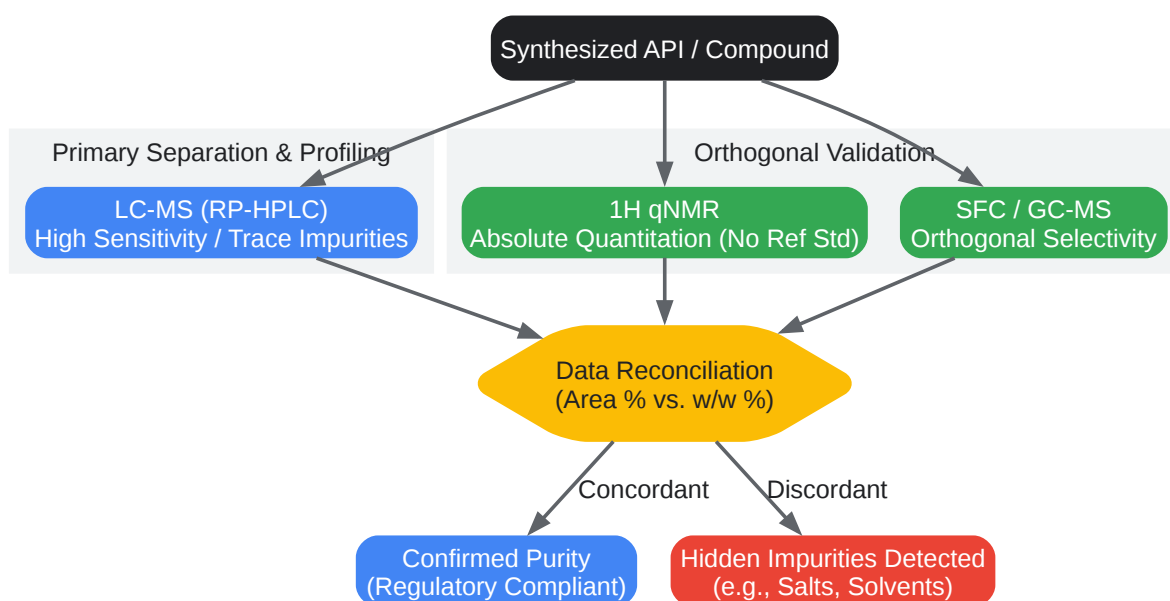 Synthesized API / Compound
Primary Separation & Profiling
Orthogonal Validation
LC-MS (RP-HPLC)
High Sensitivity / Trace Impurities
1H qNMR
Absolute Quantitation (No Ref Std)
SFC / GC-MS
Orthogonal Selectivity
Data Reconciliation
(Area % vs. w/w %)
Concordant
Discordant
Confirmed Purity
(Regulatory Compliant)
Hidden Impurities Detected
(e.g., Salts, Solvents)